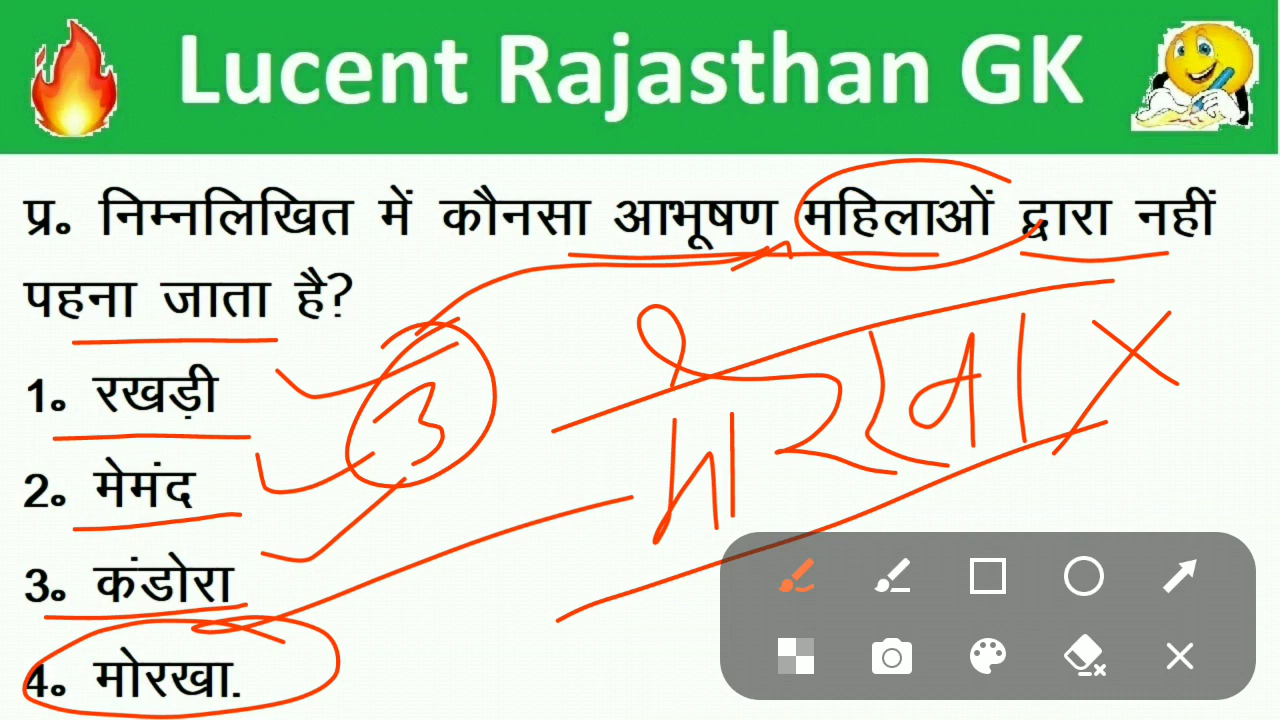 Lucent Rajasthan GK
प्र. निम्नलिखित में कौनसा आभूषण महिलाओं द्वारा नहीं
पहना जाता है?
1. रखड़ी
2. मेमंद
3. कंडोरा
4. मोरखा.
3
मोरखा